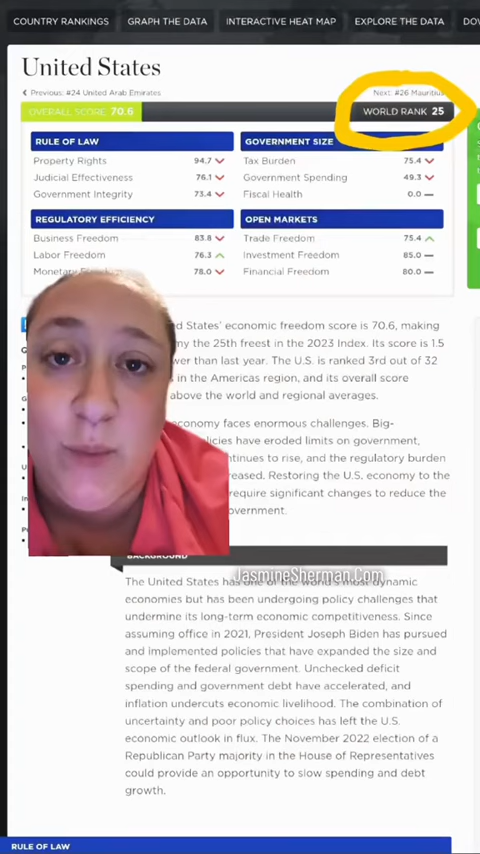 COUNTRY RANKINGS GRAPH THE DATA INTERACTIVE HEAT MAP EXPLORE THE DATA DO
United States
Previous: #24 United Arab Emirates Next: #26 Mauritius
OVERALL SCORE 70.6 WORLD RANK 25
RULE OF LAW
Property Rights 94.7
Judicial Effectiveness 76.1
Government Integrity 73.4
GOVERNMENT SIZE
Tax Burden 75.4
Government Spending 49.3
Fiscal Health 0.0
REGULATORY EFFICIENCY
Business Freedom 83.8
Labor Freedom 76.3
Monetary 78.0
OPEN MARKETS
Trade Freedom 75.4
Investment Freedom 85.0
Financial Freedom 80.0
d States' economic freedom score is 70.6, making
ny the 25th freest in the 2023 Index. Its score is 1.5
wer than last year. The U.S. is ranked 3rd out of 32
in the Americas region, and its overall score
above the world and regional averages.
economy faces enormous challenges. Big-
licies have eroded limits on government,
ntinues to rise, and the regulatory burden
reased. Restoring the U.S. economy to the
require significant changes to reduce the
overnment.
BACKGROUND
JasmineSherman.Com
The United States has one of the world's most dynamic
economies but has been undergoing policy challenges that
undermine its long-term economic competitiveness. Since
assuming office in 2021, President Joseph Biden has pursued
and implemented policies that have expanded the size and
scope of the federal government. Unchecked deficit
spending and government debt have accelerated, and
inflation undercuts economic livelihood. The combination of
uncertainty and poor policy choices has left the U.S.
economic outlook in flux. The November 2022 election of a
Republican Party majority in the House of Representatives
could provide an opportunity to slow spending and debt
growth.
RULE OF LAW